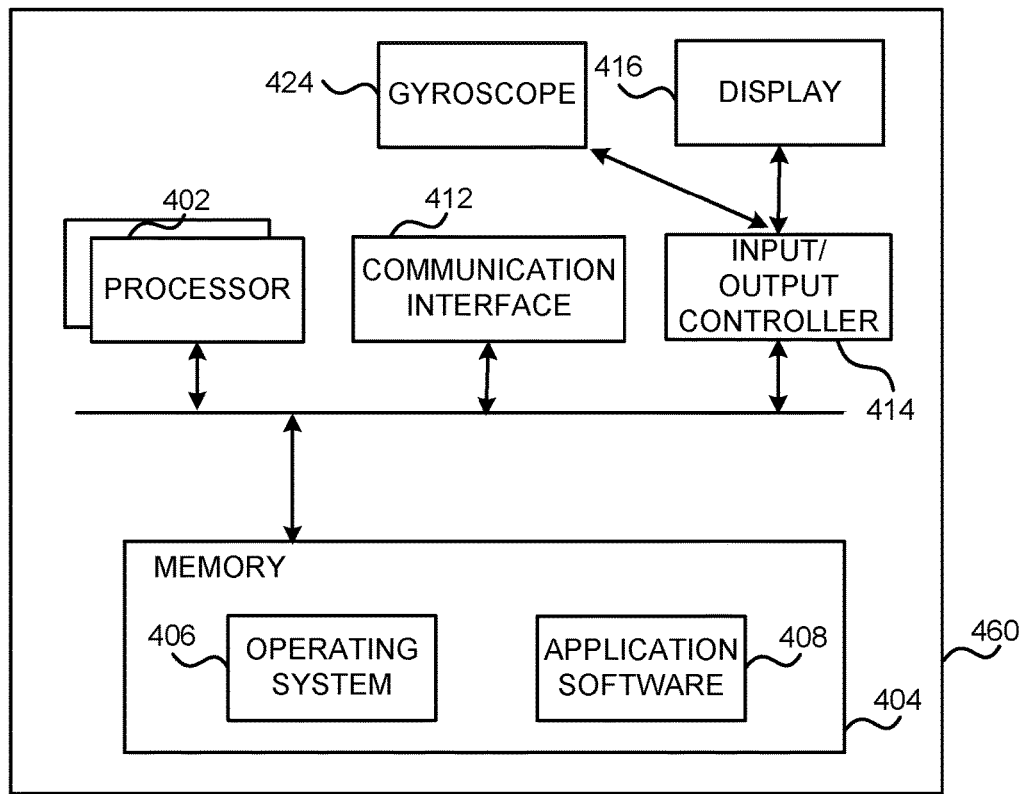 424
GYROSCOPE
416
DISPLAY
402
PROCESSOR
412
COMMUNICATION
INTERFACE
INPUT/
OUTPUT
CONTROLLER
414
MEMORY
406
OPERATING
SYSTEM
APPLICATION
SOFTWARE
408
460
404